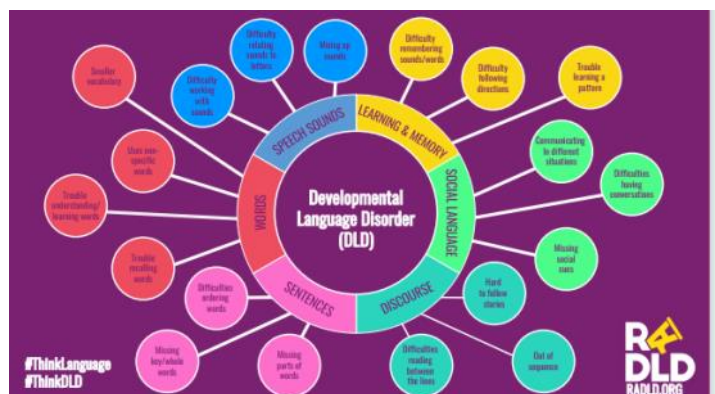 Difficulty
relating
sounds to
letters
Mixing up
sounds
Difficulty
remembering
sounds/words
Difficulty
following
directions
Trouble
learning a
pattern
Smaller
vocabulary
Difficulty
working
with
sounds
SPEECH SOUNDS
LEARNING & MEMORY
Communicating
in different
situations
Uses non-
specific
words
Difficulties
having
conversations
Trouble
understanding/
learning words
WORDS
Developmental
Language Disorder
(DLD)
SOCIAL LANGUAGE
Missing
social
cues
Trouble
recalling
words
Difficulties
ordering
words
SENTENCES
DISCOURSE
Hard
to follow
stories
Missing
key/whole
words
Missing
parts of
words
Difficulties
reading
between
the lines
Out of
sequence
#ThinkLanguage
#ThinkDLD
RADLD
RADLD.ORG